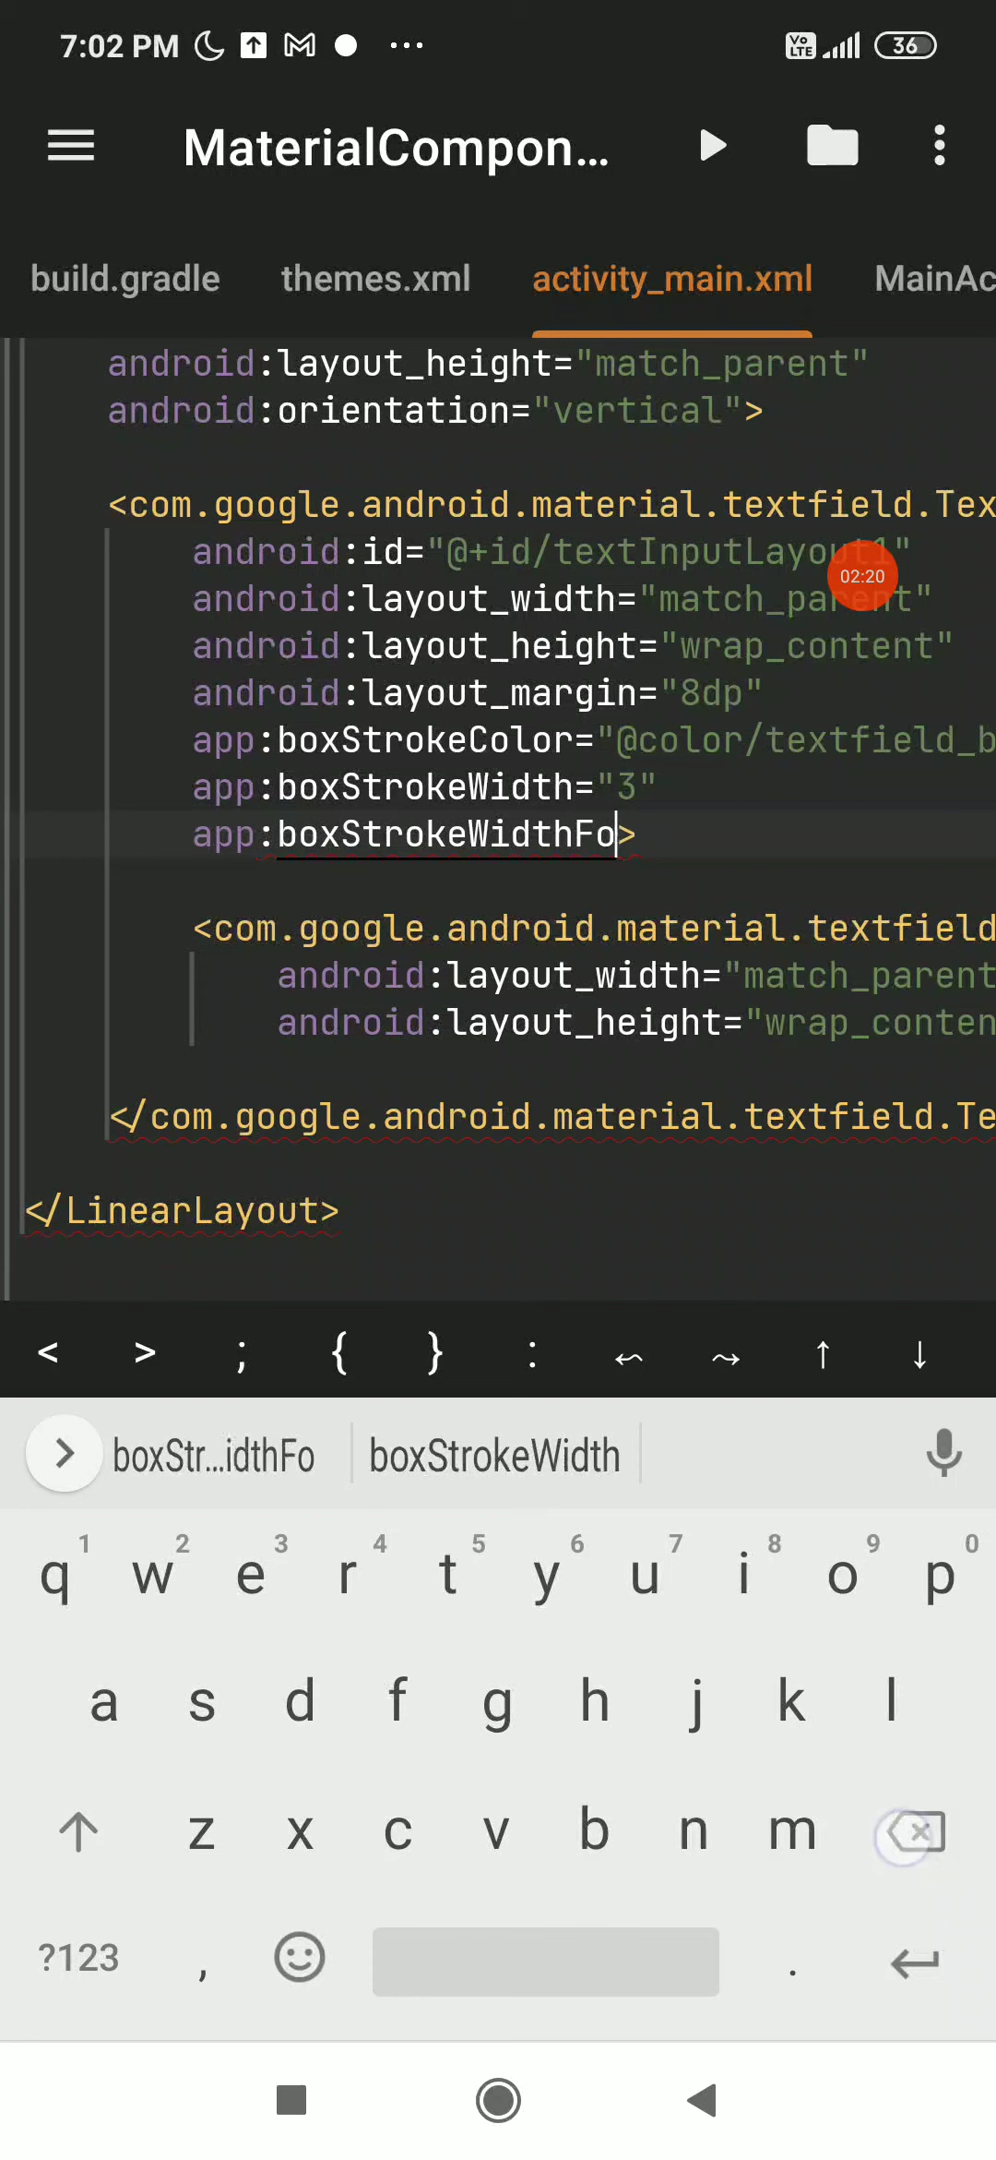 7:02 PM ... Vo LTE 36
MaterialCompon...
build.gradle themes.xml activity_main.xml MainAc
android:layout_height="match_parent"
android:orientation="vertical">
<com.google.android.material.textfield.Tex
android:id="@+id/textInputLayout1"
02:20
android:layout_width="match_parent"
android:layout_height="wrap_content"
android:layout_margin="8dp"
app:boxStrokeColor="@color/textfield_b
app:boxStrokeWidth="3"
app:boxStrokeWidthFo>
<com.google.android.material.textfield
android:layout_width="match_parent
android:layout_height="wrap_conten
</com.google.android.material.textfield.Te
</LinearLayout>
< > ; { } : ↜ ⤳ ↑ ↓
boxStr...idthFo boxStrokeWidth
1 2 3 4 5 6 7 8 9 0
q w e r t y u i o p
a s d f g h j k l
z x c v b n m
?123 , .